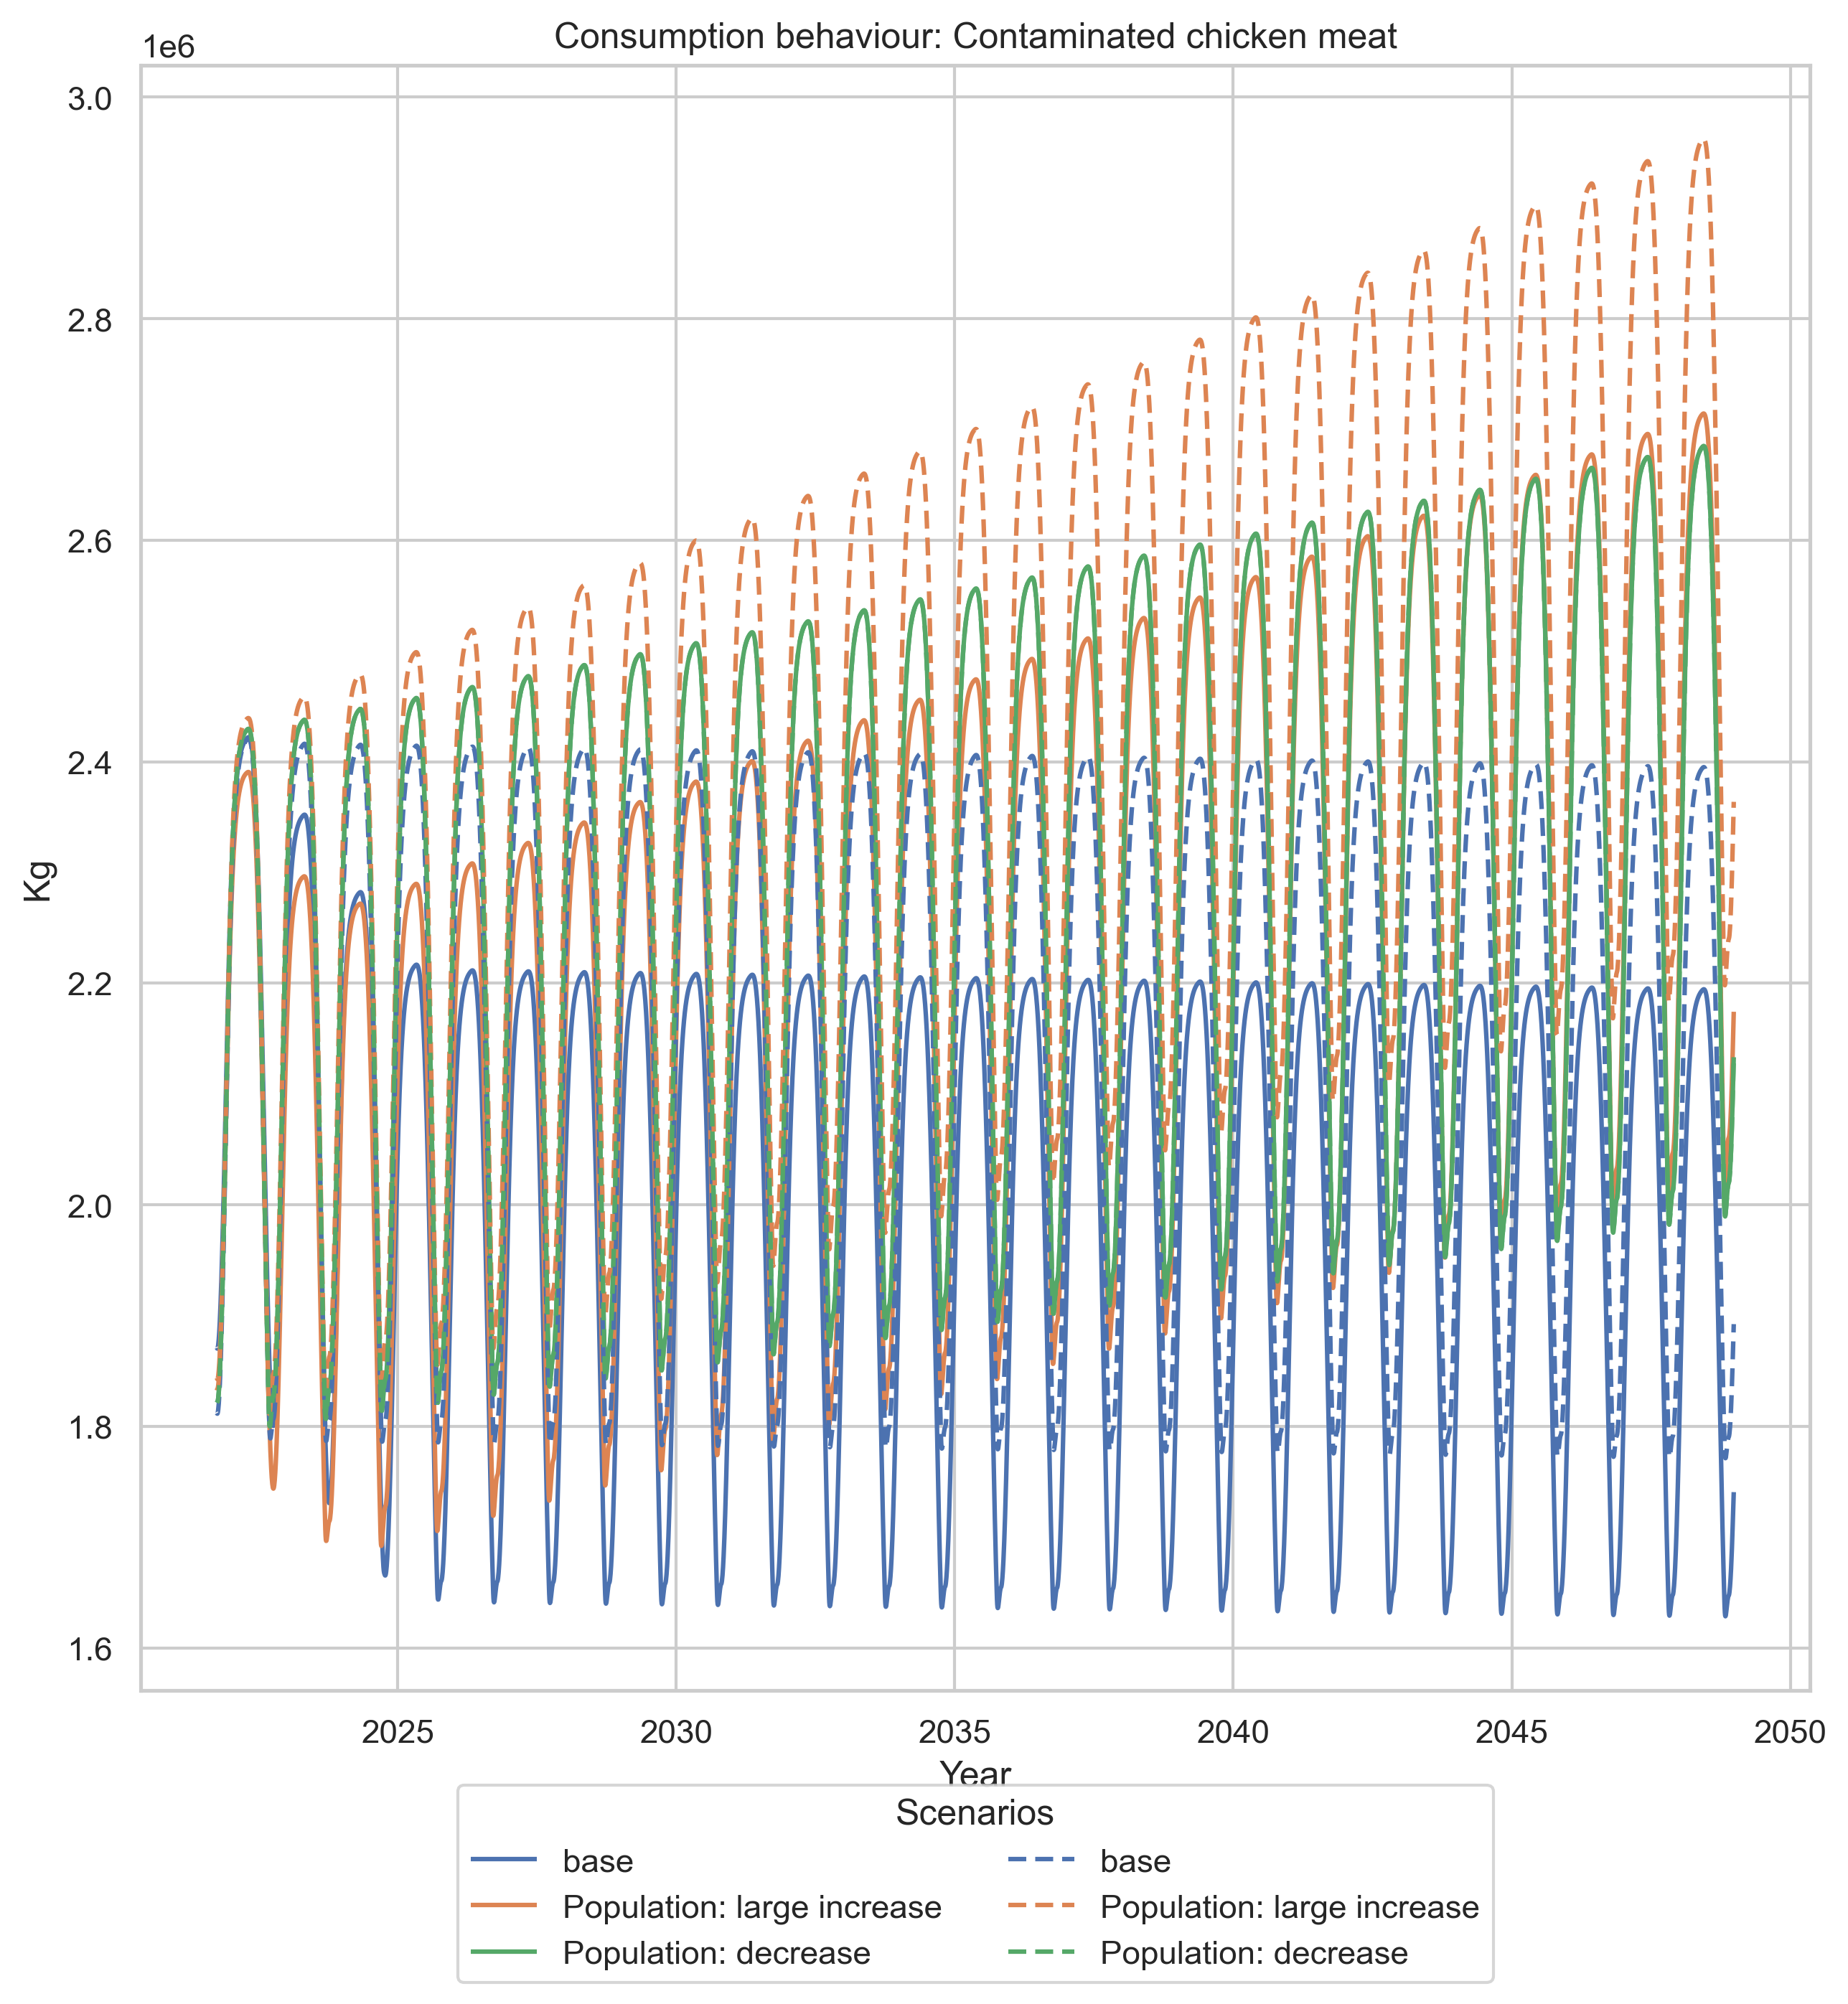 Consumption behaviour: Contaminated chicken meat
1e6
3.0
2.8
2.6
2.4
2.2
2.0
1.8
1.6
Kg
2025 2030 2035 2040 2045 2050
Year
Scenarios
base base
Population: large increase Population: large increase
Population: decrease Population: decrease